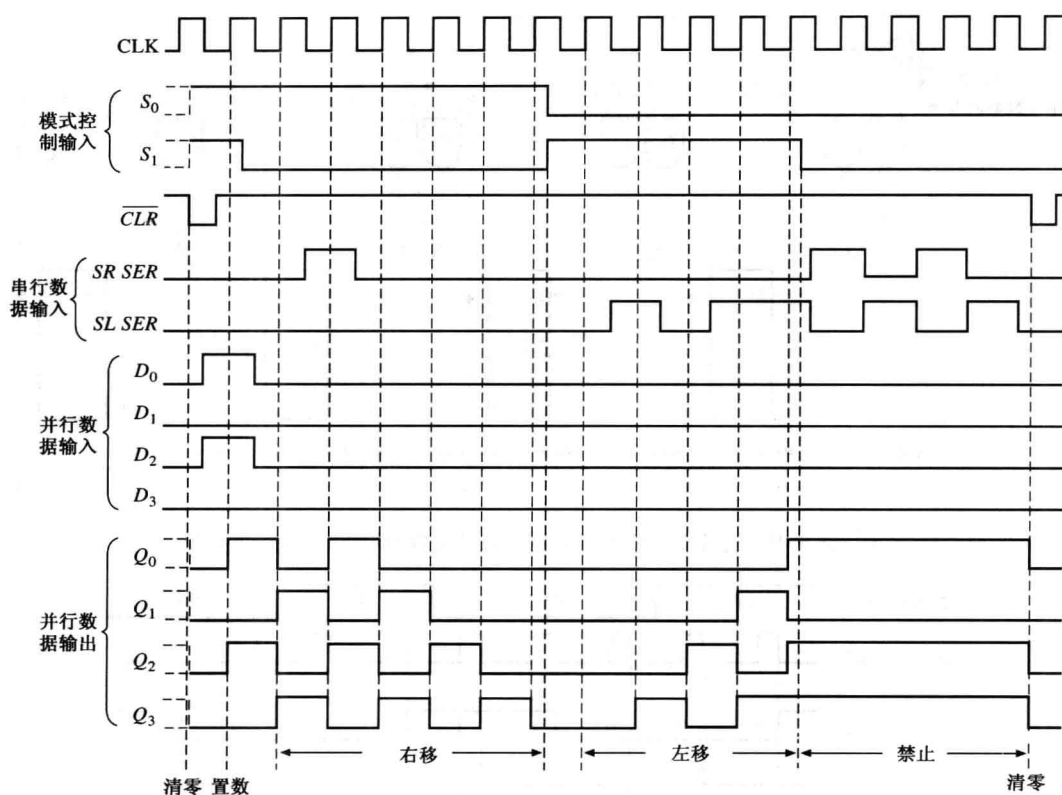 CLK
模式控
制输入
S₀
S₁
CLR
串行数
据输入
SR SER
SL SER
并行数
据输入
D₀
D₁
D₂
D₃
并行数
据输出
Q₀
Q₁
Q₂
Q₃
右移
左移
禁止
清零 置数
清零